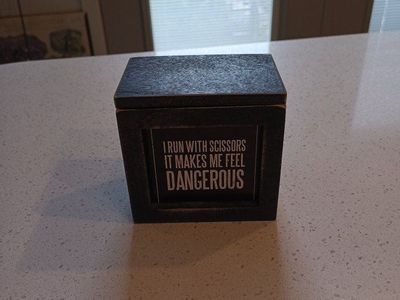 I RUN WITH SCISSORS
IT MAKES ME FEEL
DANGEROUS